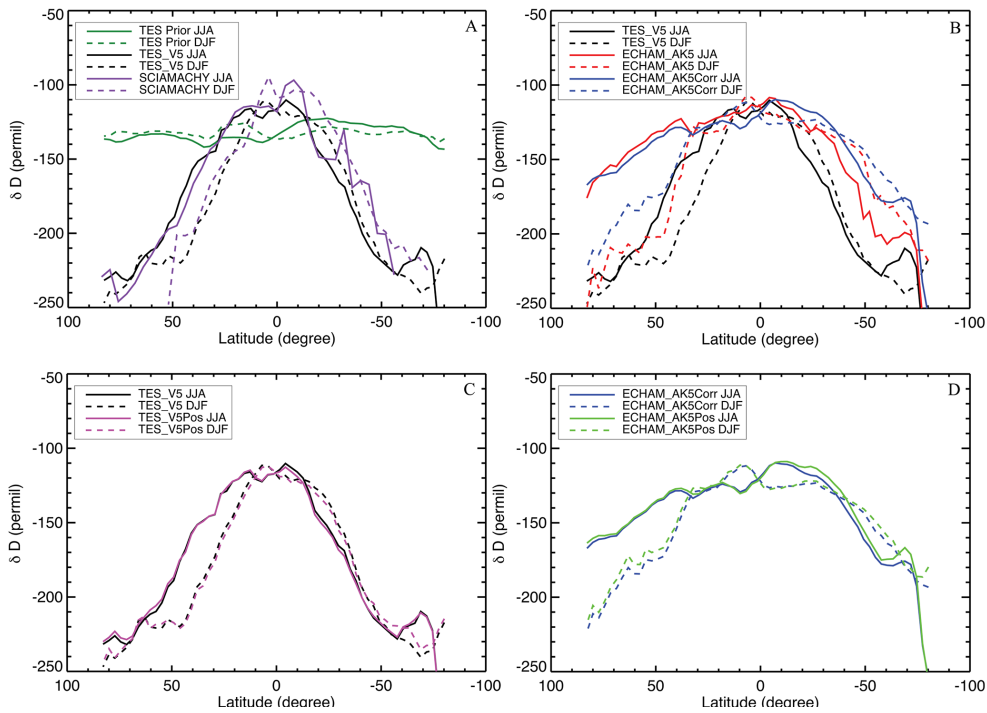 A
TES Prior JJA
TES Prior DJF
TES_V5 JJA
TES_V5 DJF
SCIAMACHY JJA
SCIAMACHY DJF
-50
-100
-150
-200
-250
δ D (permil)
100 50 0 -50 -100
Latitude (degree)
B
TES_V5 JJA
TES_V5 DJF
ECHAM_AK5 JJA
ECHAM_AK5 DJF
ECHAM_AK5Corr JJA
ECHAM_AK5Corr DJF
-50
-100
-150
-200
-250
δ D (permil)
100 50 0 -50 -100
Latitude (degree)
C
TES_V5 JJA
TES_V5 DJF
TES_V5Pos JJA
TES_V5Pos DJF
-50
-100
-150
-200
-250
δ D (permil)
100 50 0 -50 -100
Latitude (degree)
D
ECHAM_AK5Corr JJA
ECHAM_AK5Corr DJF
ECHAM_AK5Pos JJA
ECHAM_AK5Pos DJF
-50
-100
-150
-200
-250
δ D (permil)
100 50 0 -50 -100
Latitude (degree)